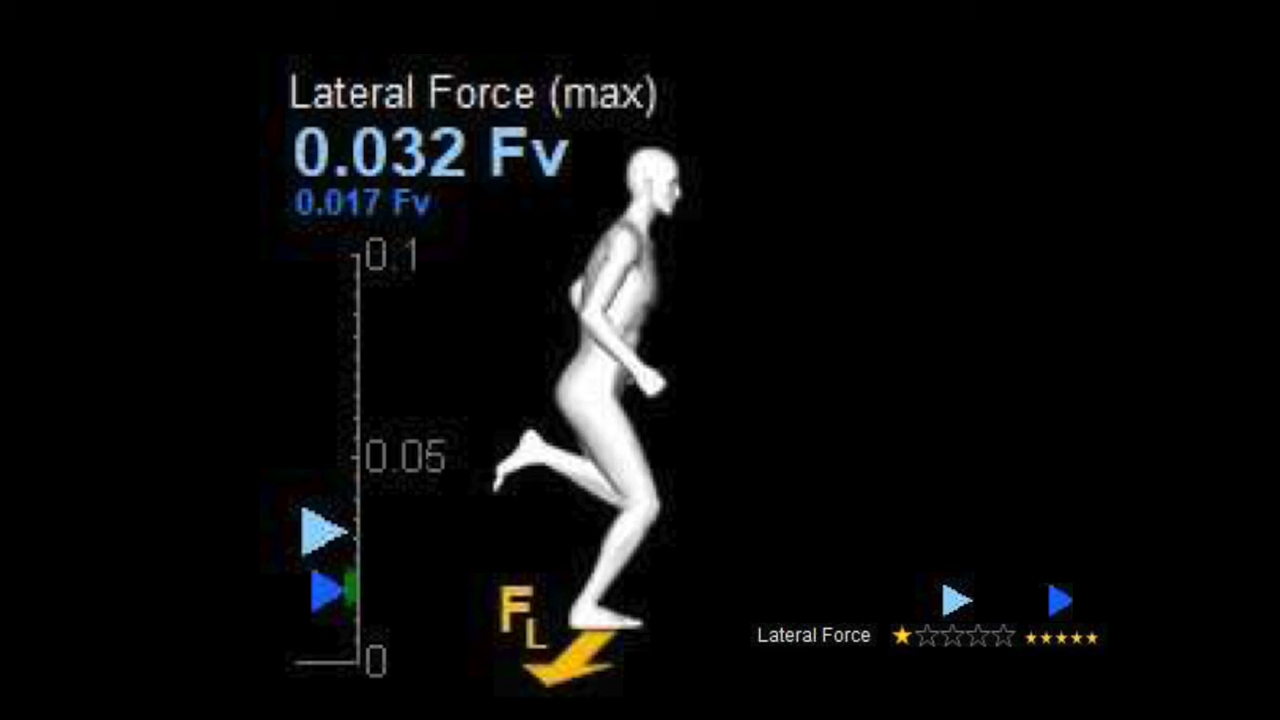 Lateral Force (max)
0.032 Fv
0.017 Fv
0.1
0.05
0
FL
Lateral Force